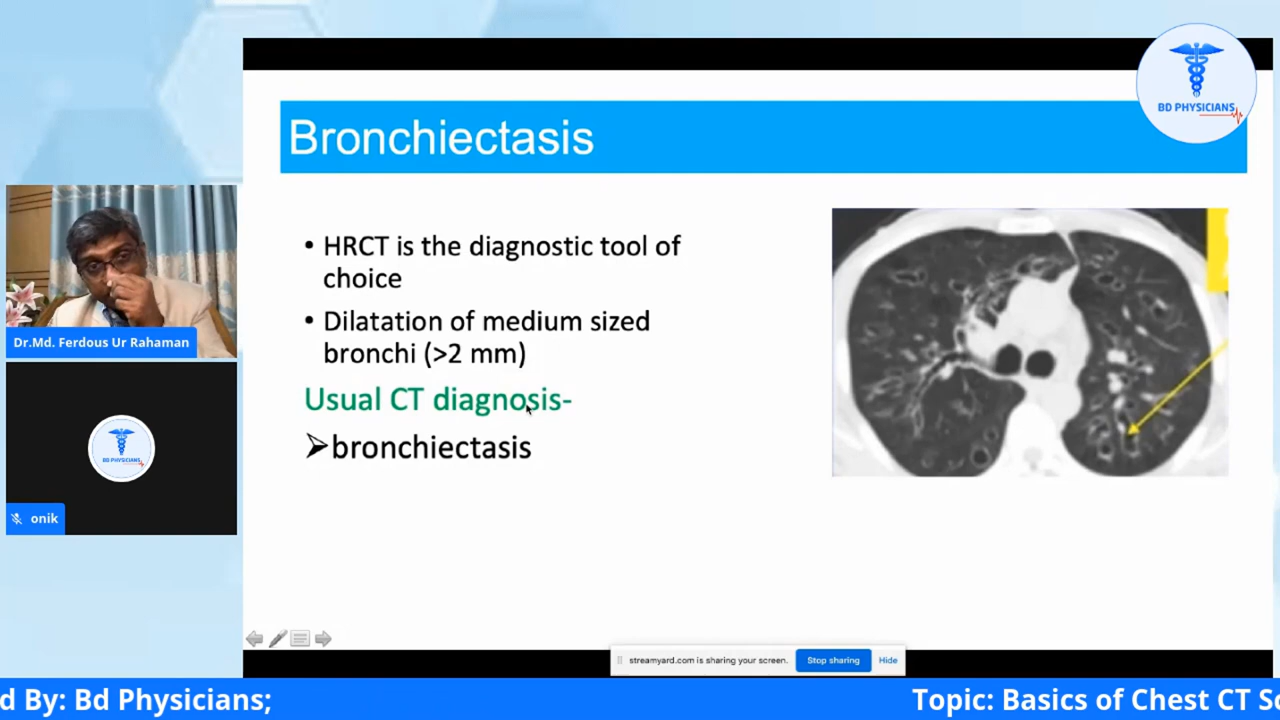 BD PHYSICIANS
Bronchiectasis
• HRCT is the diagnostic tool of
choice
• Dilatation of medium sized
bronchi (>2 mm)
Usual CT diagnosis-
➢bronchiectasis
Dr.Md. Ferdous Ur Rahaman
BD PHYSICIANS
onik
streamyard.com is sharing your screen.
Stop sharing
Hide
d By: Bd Physicians;
Topic: Basics of Chest CT Sc